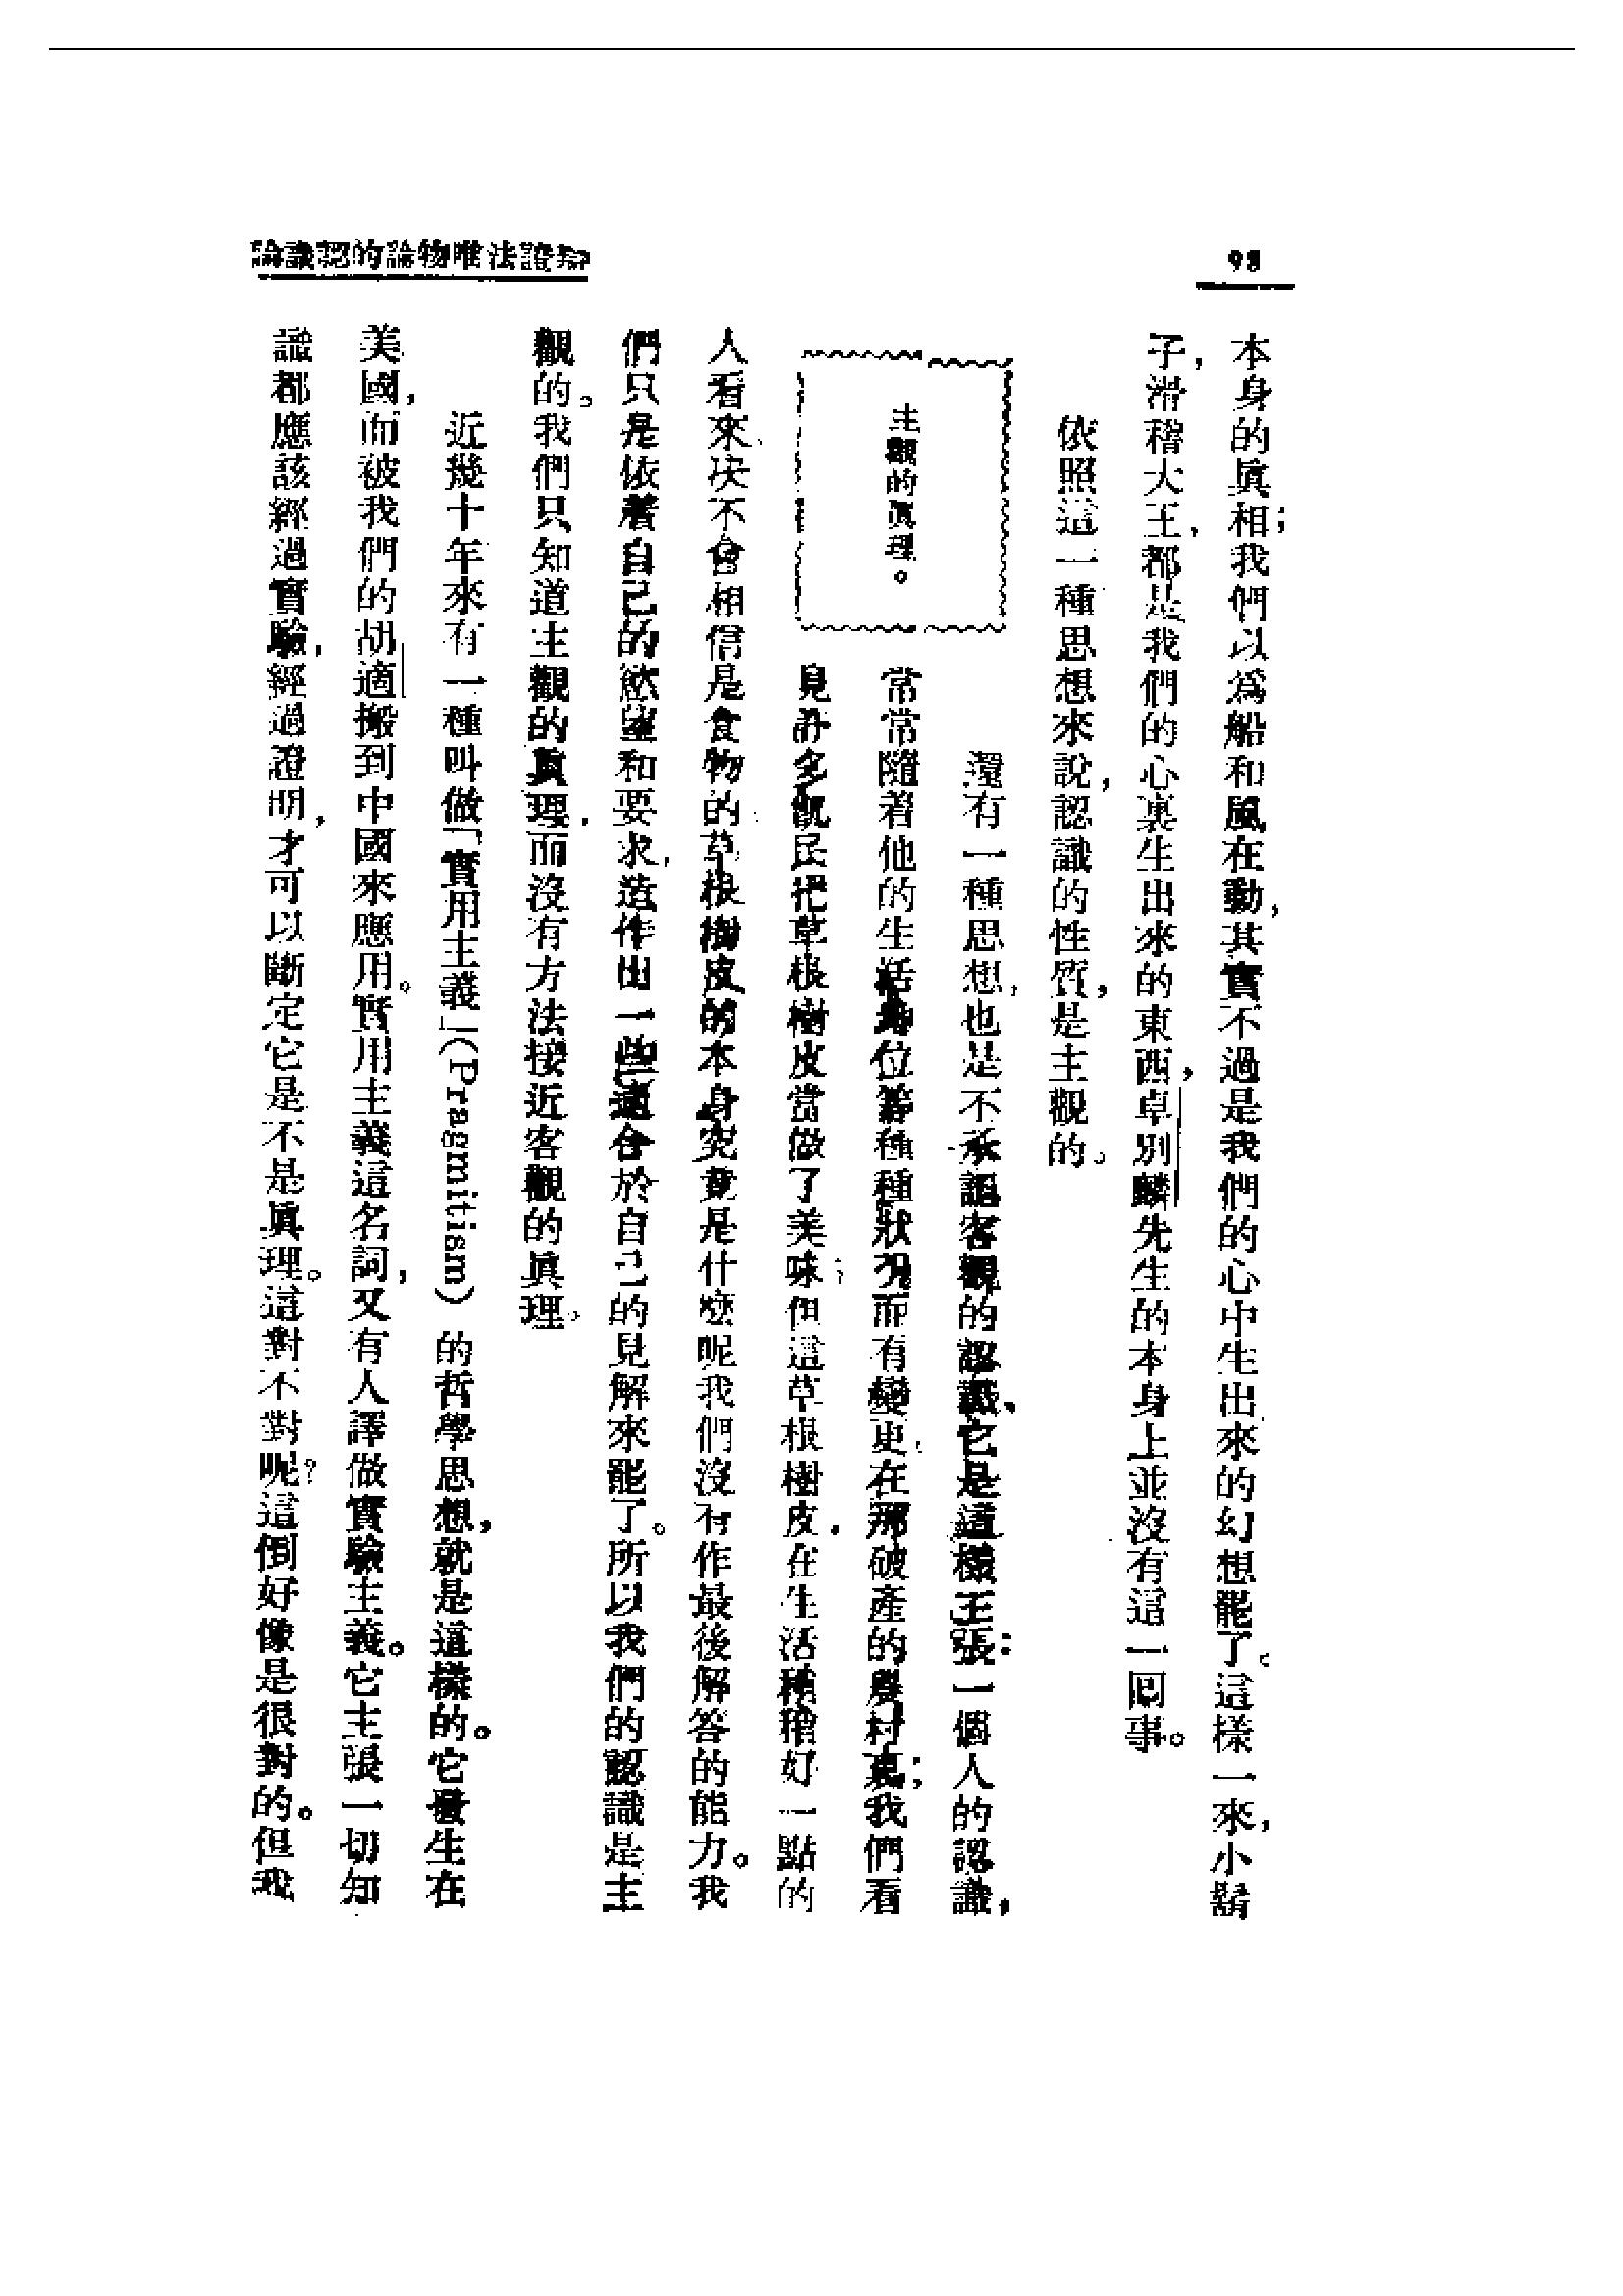 98
辯證法唯物論的認識論
本身的眞相;我們以爲船和風在動,其實不過是我們的心中生出來的幻想罷了。這樣一來,小鬍
子,滑稽大王,都是我們的心裏生出來的東西,卓別麟先生的本身上並沒有這一回事。
依照這一種思想來說,認識的性質,是主觀的。
主觀的眞理。
還有一種思想,也是不承認客觀的認識、它是這樣主張:一個人的認識,
常常隨着他的生活地位等種種狀況而有變更,在那破產的農村裏;我們看
見許多飢民把草根樹皮當做了美味,但這草根樹皮,在生活稍稍好一點的
人看來、决不會相信是食物的、草根樹皮的本身究竟是什麼呢我們沒有作最後解答的能力。我
們只是依着自己的慾望和要求,造作出一些適合於自己的見解來罷了。所以我們的認識是主
觀的。我們只知道主觀的眞理,而沒有方法接近客觀的眞理。
近幾十年來有一種叫做「實用主義」(Pragmitism)的哲學思想,就是這樣的。它發生在
美國,而被我們的胡適搬到中國來應用。實用主義這名詞,又有人譯做實驗主義。它主張一切知
識都應該經過實驗,經過證明,才可以斷定它是不是眞理。這對不對呢?這倒好像是很對的。但我